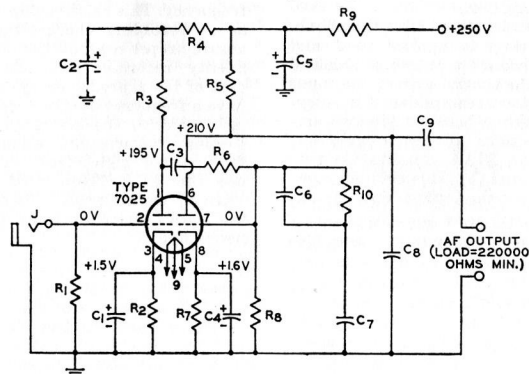 R9
R4
+250V
C2
C5
R3
R5
C9
+210 V
+195V
C3
R6
TYPE
7025
1
6
C6
R10
J
0V
2
7
0V
AF OUTPUT
(LOAD=220000
OHMS MIN.)
C8
3
4
5
8
9
+1.5V
+1.6V
R1
C1
R2
R7
C4
R8
C7